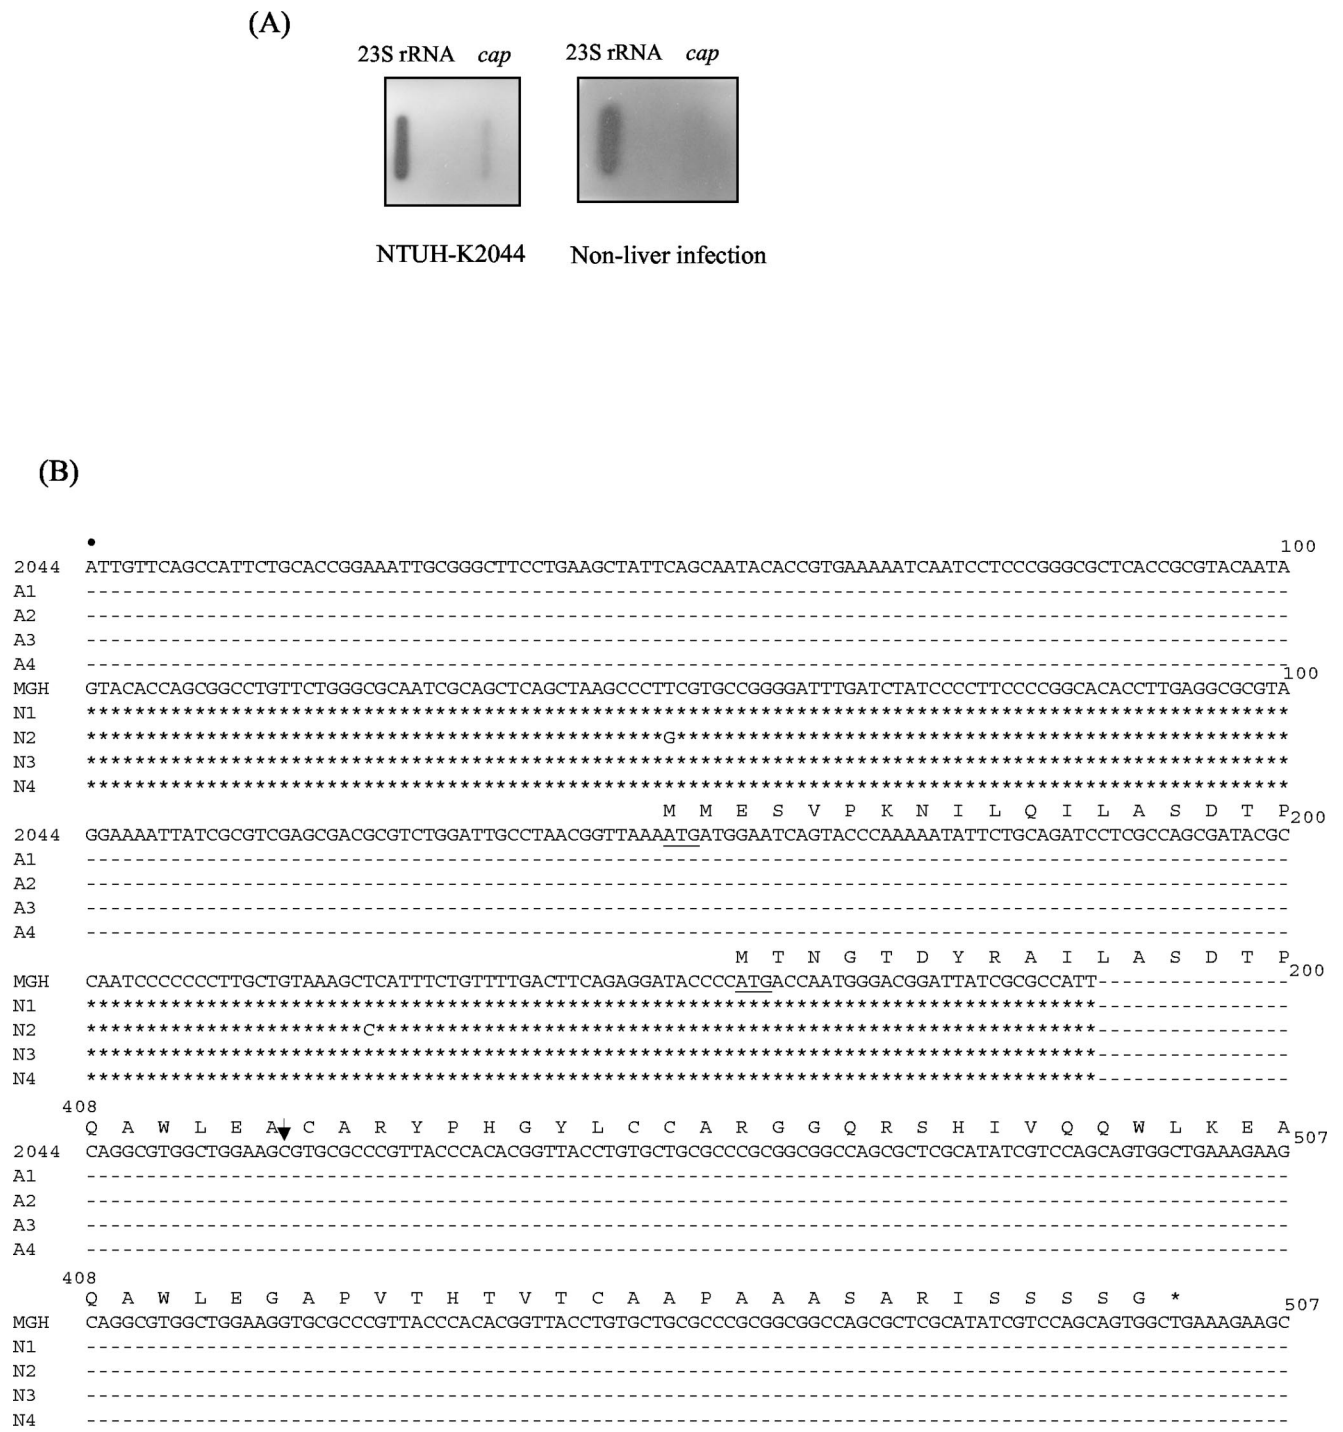 (A)
23S rRNA cap 23S rRNA cap
NTUH-K2044 Non-liver infection
(B)
•
100
2044 ATTGTTCAGCCATTCTGCACCGGAAATTGCGGGCTTCCTGAAGCTATTCAGCAATACACCGTGAAAAATCAATCCTCCCGGGCGCTCACCGCGTACAATA
A1 ----------------------------------------------------------------------------------------------------
A2 ----------------------------------------------------------------------------------------------------
A3 ----------------------------------------------------------------------------------------------------
A4 ----------------------------------------------------------------------------------------------------
100
MGH GTACACCAGCGGCCTGTTCTGGGCGCAATCGCAGCTCAGCTAAGCCCTTCGTGCCGGGGATTTGATCTATCCCCTTCCCCGGCACACCTTGAGGCGCGTA
N1 ****************************************************************************************************
N2 ************************************************G***************************************************
N3 ****************************************************************************************************
N4 ****************************************************************************************************
M M E S V P K N I L Q I L A S D T P
200
2044 GGAAAATTATCGCGTCGAGCGACGCGTCTGGATTGCCTAACGGTTAAAATGATGGAATCAGTACCCAAAAATATTCTGCAGATCCTCGCCAGCGATACGC
A1 ----------------------------------------------------------------------------------------------------
A2 ----------------------------------------------------------------------------------------------------
A3 ----------------------------------------------------------------------------------------------------
A4 ----------------------------------------------------------------------------------------------------
M T N G T D Y R A I L A S D T P
200
MGH CAATCCCCCCCTTGCTGTAAAGCTCATTTCTGTTTTGACTTCAGAGGATACCCCATGACCAATGGGACGGATTATCGCGCCATT----------------
N1 ************************************************************************************----------------
N2 ***********************C************************************************************----------------
N3 ************************************************************************************----------------
N4 ************************************************************************************----------------
408
Q A W L E A C A R Y P H G Y L C C A R G G Q R S H I V Q Q W L K E A
507
2044 CAGGCGTGGCTGGAAGCGTGCGCCCGTTACCCACACGGTTACCTGTGCTGCGCCCGCGGCGGCCAGCGCTCGCATATCGTCCAGCAGTGGCTGAAAGAAG
A1 ----------------------------------------------------------------------------------------------------
A2 ----------------------------------------------------------------------------------------------------
A3 ----------------------------------------------------------------------------------------------------
A4 ----------------------------------------------------------------------------------------------------
408
Q A W L E G A P V T H T V T C A A P A A A S A R I S S S S G *
507
MGH CAGGCGTGGCTGGAAGGTGCGCCCGTTACCCACACGGTTACCTGTGCTGCGCCCGCGGCGGCCAGCGCTCGCATATCGTCCAGCAGTGGCTGAAAGAAGC
N1 ----------------------------------------------------------------------------------------------------
N2 ----------------------------------------------------------------------------------------------------
N3 ----------------------------------------------------------------------------------------------------
N4 ----------------------------------------------------------------------------------------------------